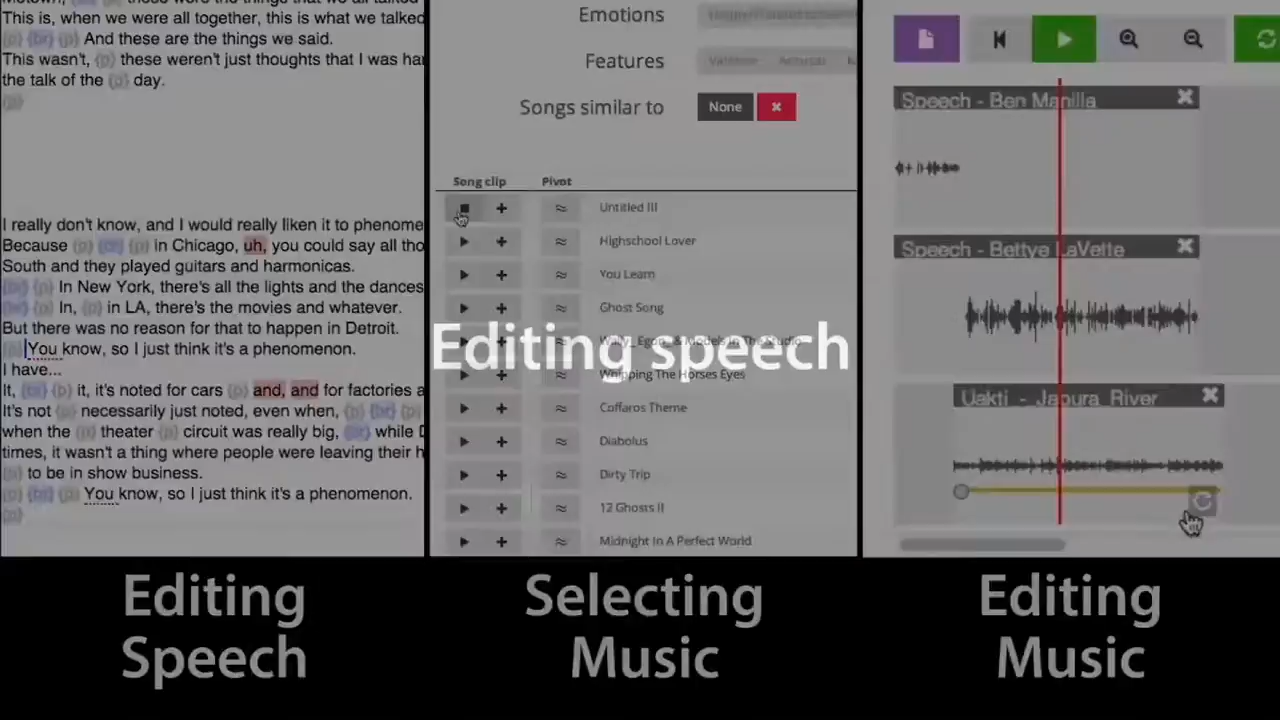 This is, when we were all together, this is what we talked
(p) (br) (p) And these are the things we said.
This wasn't, (p) these weren't just thoughts that I was
the talk of the (p) day.
(p)
I really don't know, and I would really liken it to
Because (p) (br) (p) in Chicago, uh, you could say all
South and they played guitars and harmonicas.
(br) (p) In New York, there's all the lights and the dances
(br) (p) In, (p) in LA, there's the movies and whatever.
But there was no reason for that to happen in Detroit.
(p) You know, so I just think it's a phenomenon.
I have...
It, (br) (p) it, it's noted for cars (p) and, and for factories
It's not (p) necessarily just noted, even when, (p) (br) (p)
when the (p) theater (p) circuit was really big, (br) while
times, it wasn't a thing where people were leaving their
(p) to be in show business.
(p) (br) (p) You know, so I just think it's a phenomenon.
(p)
Editing
Speech
Emotions
Features
Songs similar to None
Song clip Pivot
Untitled III
Highschool Lover
You Learn
Ghost Song
Whipping The Horses Eyes
Coffaros Theme
Diabolus
Dirty Trip
12 Ghosts II
Midnight In A Perfect World
Editing speech
Selecting
Music
Speech - Ben Manilla
Speech - Bettye LaVette
Uakti - Japura River
Editing
Music